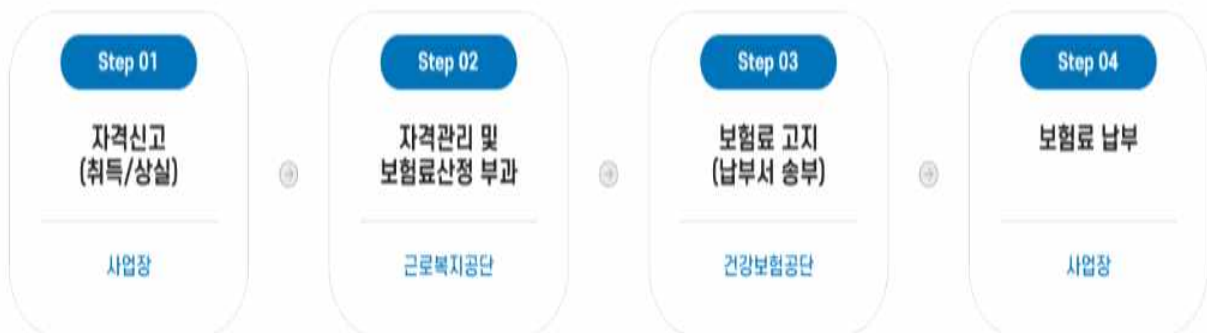 Step 01
자격신고
(취득/상실)
사업장
Step 02
자격관리 및
보험료산정 부과
근로복지공단
Step 03
보험료 고지
(납부서 송부)
건강보험공단
Step 04
보험료 납부
사업장